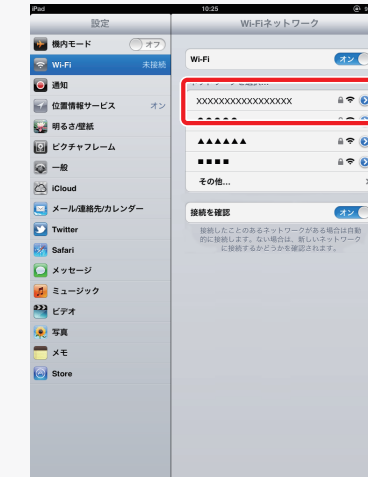 iPad
10:25
設定
Wi-Fiネットワーク
機内モード
オフ
Wi-Fi
未接続
通知
位置情報サービス
オン
明るさ/壁紙
ピクチャフレーム
一般
iCloud
メール/連絡先/カレンダー
Twitter
Safari
メッセージ
ミュージック
ビデオ
写真
メモ
Store
Wi-Fi
オン
XXXXXXXXXXXXXXXXX
▲▲▲▲▲▲
■■■■
その他...
接続を確認
オン
接続したことのあるネットワークがある場合は自動
的に接続します。ない場合は、新しいネットワーク
に接続するかどうかを確認されます。